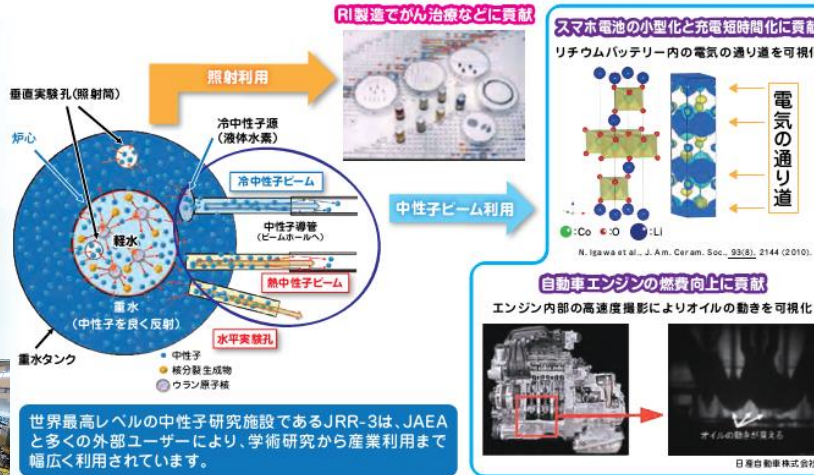 RI製造でがん治療などに貢献
照射利用
垂直実験孔(照射筒)
炉心
冷中性子源
(液体水素)
冷中性子ビーム
中性子導管
(ビームホールへ)
軽水
熱中性子ビーム
重水
(中性子を良く反射)
水平実験孔
重水タンク
中性子
核分裂生成物
ウラン原子核
中性子ビーム利用
世界最高レベルの中性子研究施設であるJRR-3は、JAEA
と多くの外部ユーザーにより、学術研究から産業利用まで
幅広く利用されています。
スマホ電池の小型化と充電短時間化に貢献
リチウムバッテリー内の電気の通り道を可視化
電気の通り道
:Co :O :Li
N. Igawa et al., J. Am. Ceram. Soc., 93(8), 2144 (2010).
自動車エンジンの燃費向上に貢献
エンジン内部の高速度撮影によりオイルの動きを可視化
オイルの動きが見える
日産自動車株式会社